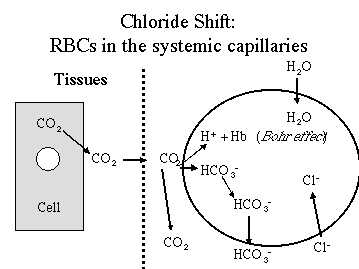 Chloride Shift:
RBCs in the systemic capillaries
Tissues
H₂O
CO₂
H₂O
H⁺ + Hb (Bohr effect)
CO₂
CO₂
HCO₃⁻
Cl⁻
Cell
HCO₃⁻
CO₂
HCO₃⁻
Cl⁻